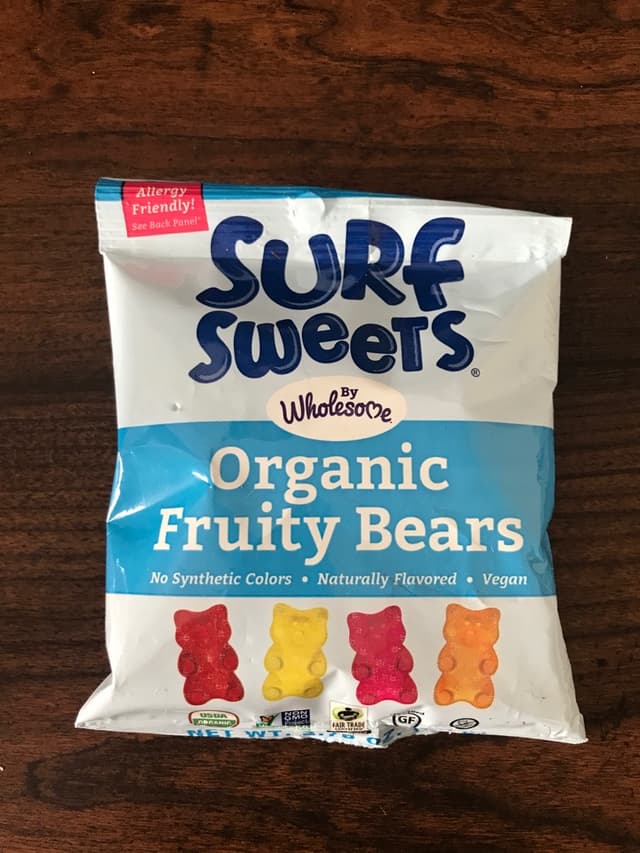 Allergy
Friendly!
See Back Panel*
SURF
SWEETS®
By
Wholesome
Organic
Fruity Bears
No Synthetic Colors • Naturally Flavored • Vegan
USDA
ORGANIC
NON
GMO
Project
FAIR TRADE
GF
NET WT.